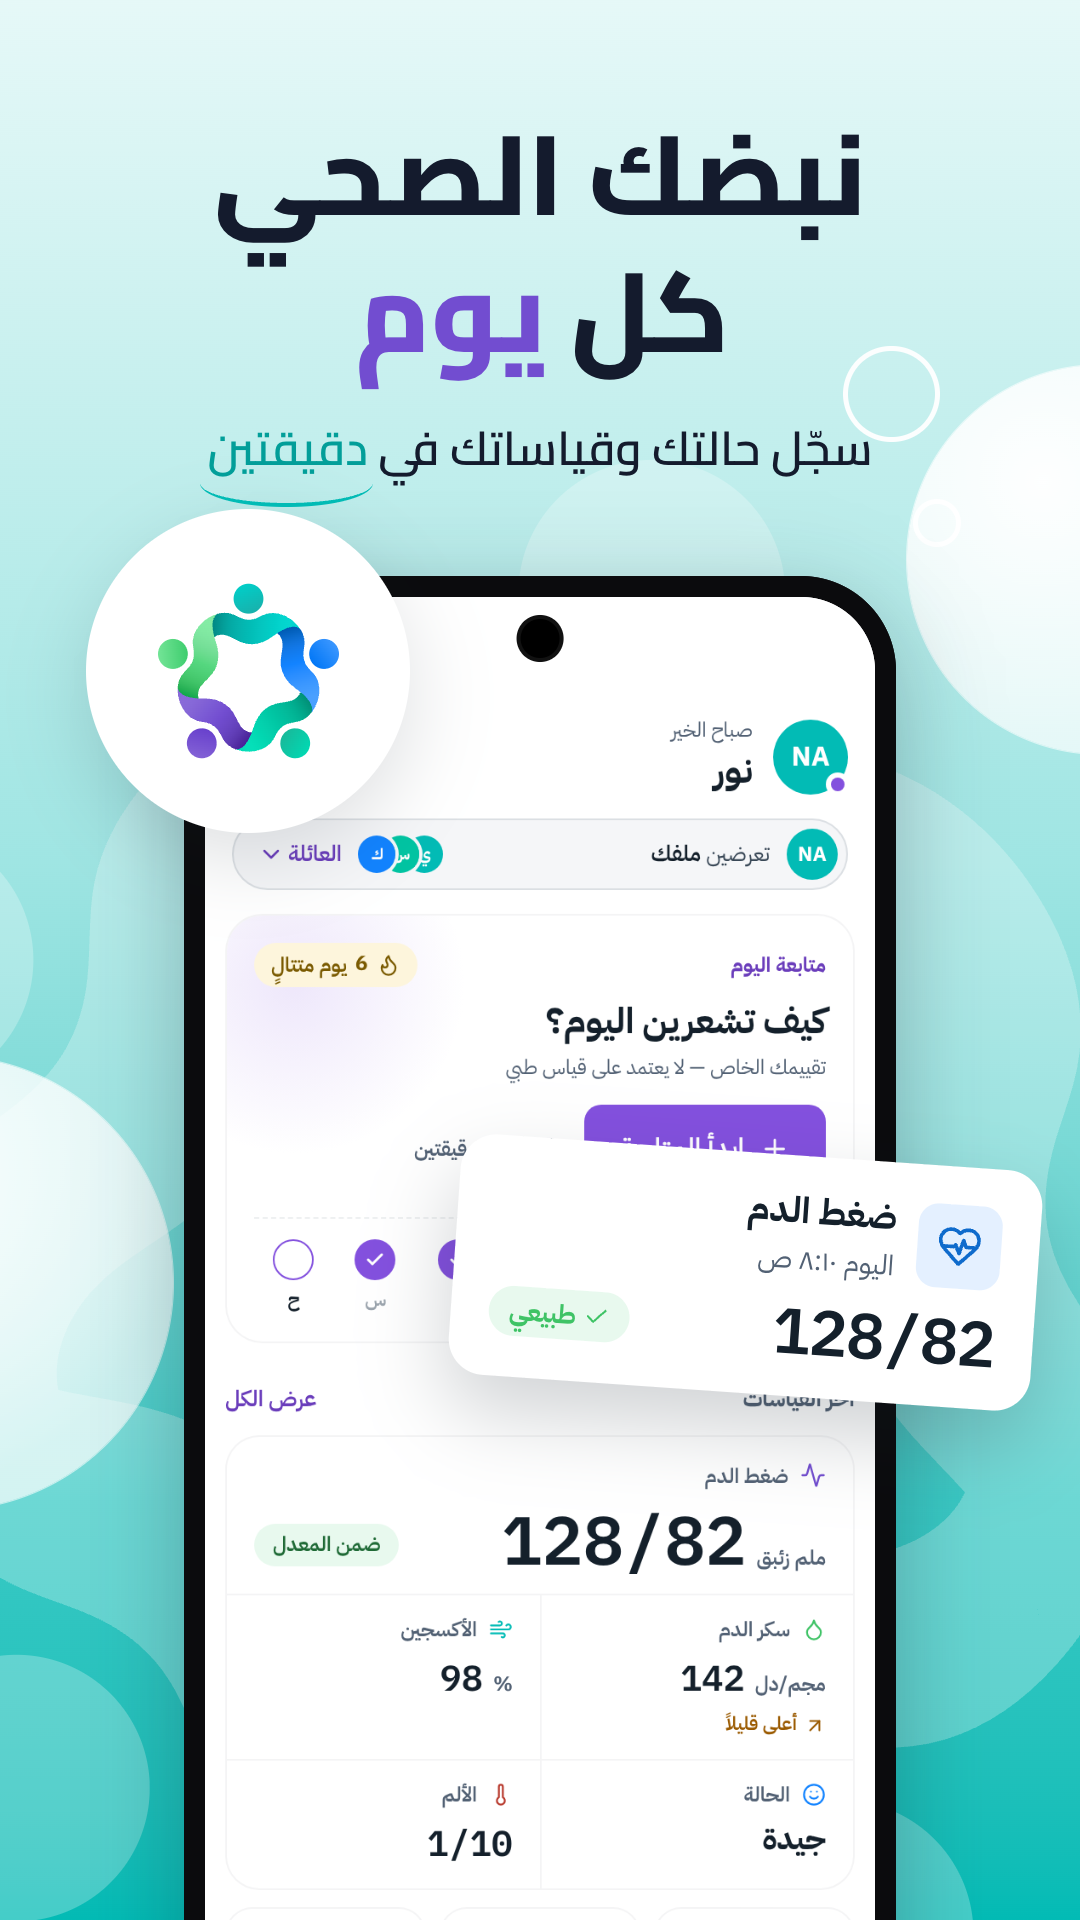 نبضك الصحي
كل يوم
سجّل حالتك وقياساتك في دقيقتين
صباح الخير
نور
NA
NA
تعرضين ملفك
ي
س
ك
العائلة
متابعة اليوم
6 يوم متتالٍ
كيف تشعرين اليوم؟
تقييمك الخاص — لا يعتمد على قياس طبي
ضغط الدم
اليوم ٨:١٠ ص
128/82
طبيعي
س
ح
عرض الكل
ضغط الدم
128/82 ملم زئبق
ضمن المعدل
سكر الدم
142 مجم/دل
أعلى قليلاً
الأكسجين
98 %
الحالة
جيدة
الألم
1/10